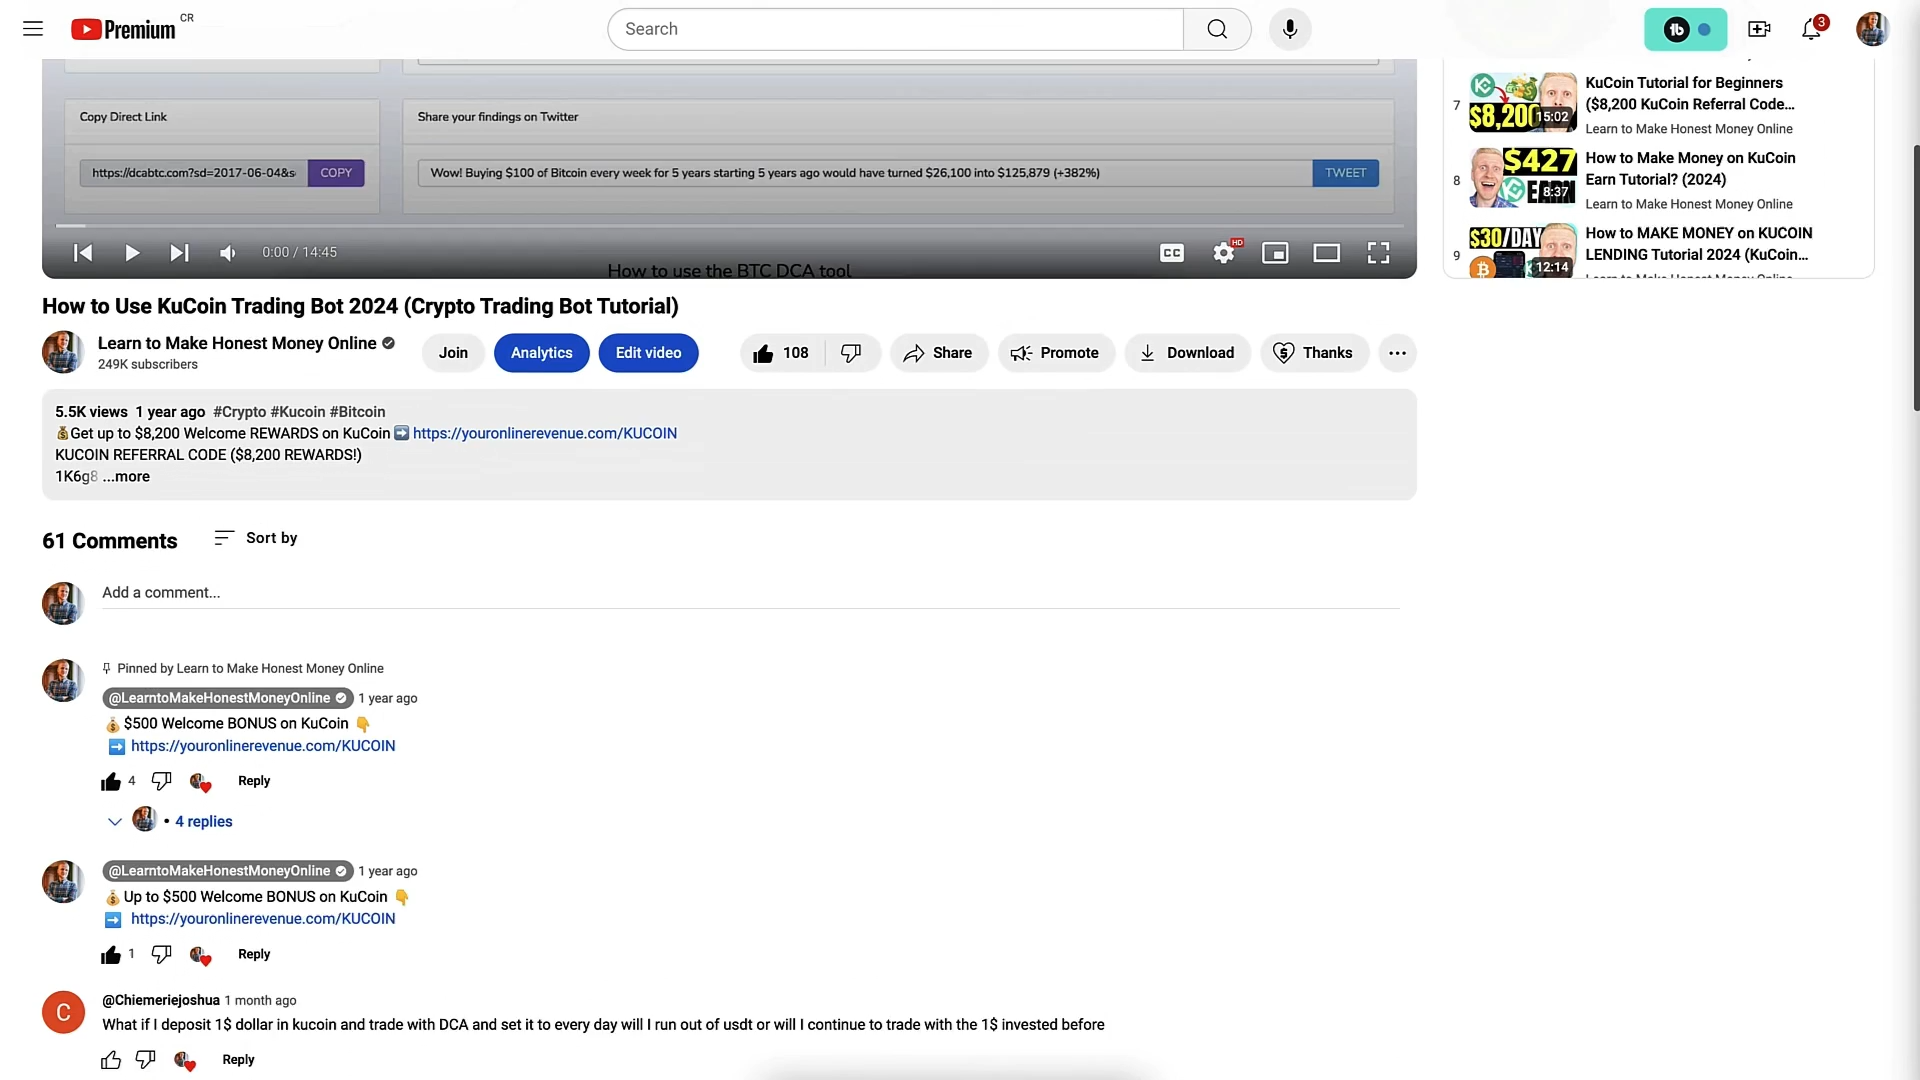 Premium CR
Search
3
Copy Direct Link
Share your findings on Twitter
https://dcabtc.com?sd=2017-06-04&s
COPY
Wow! Buying $100 of Bitcoin every week for 5 years starting 5 years ago would have turned $26,100 into $125,879 (+382%)
TWEET
0:00 / 14:45
CC
HD
How to use the BTC DCA tool
7
$8,200
15:02
KuCoin Tutorial for Beginners
($8,200 KuCoin Referral Code...
Learn to Make Honest Money Online
8
$427
EARN
8:37
How to Make Money on KuCoin
Earn Tutorial? (2024)
Learn to Make Honest Money Online
9
$30/DAY
12:14
How to MAKE MONEY on KUCOIN
LENDING Tutorial 2024 (KuCoin...
Learn to Make Honest Money Online
How to Use KuCoin Trading Bot 2024 (Crypto Trading Bot Tutorial)
Learn to Make Honest Money Online
249K subscribers
Join
Analytics
Edit video
108
Share
Promote
Download
Thanks
5.5K views 1 year ago #Crypto #Kucoin #Bitcoin
💰Get up to $8,200 Welcome REWARDS on KuCoin ➡️ https://youronlinerevenue.com/KUCOIN
KUCOIN REFERRAL CODE ($8,200 REWARDS!)
1K6g8 ...more
61 Comments
Sort by
Add a comment...
Pinned by Learn to Make Honest Money Online
@LearntoMakeHonestMoneyOnline 1 year ago
💰 $500 Welcome BONUS on KuCoin 👇
➡️ https://youronlinerevenue.com/KUCOIN
4
Reply
• 4 replies
@LearntoMakeHonestMoneyOnline 1 year ago
💰 Up to $500 Welcome BONUS on KuCoin 👇
➡️ https://youronlinerevenue.com/KUCOIN
1
Reply
C
@Chiemeriejoshua 1 month ago
What if I deposit 1$ dollar in kucoin and trade with DCA and set it to every day will I run out of usdt or will I continue to trade with the 1$ invested before
Reply